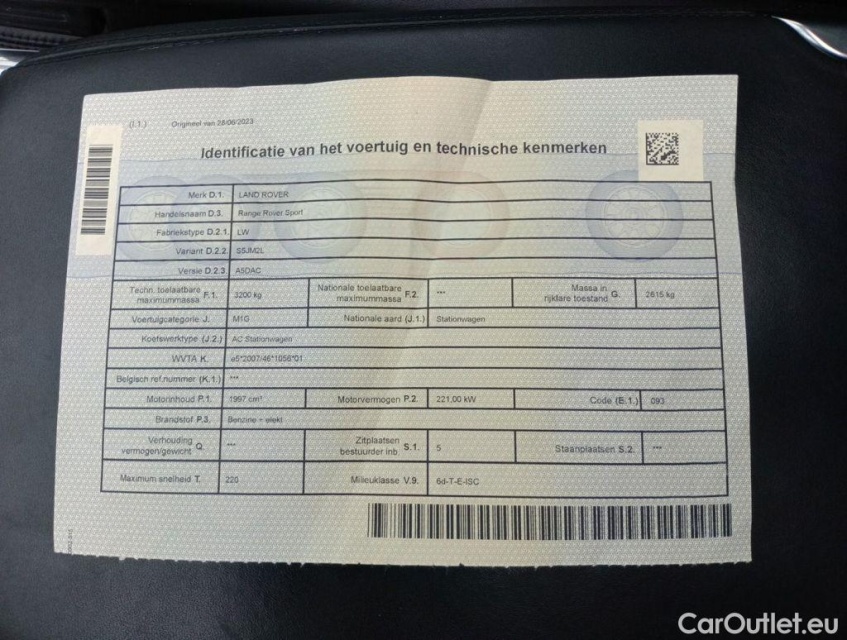 (I.1.) Origineel van 28/06/2023
Identificatie van het voertuig en technische kenmerken
Merk D.1. LAND ROVER
Handelsnaam D.3. Range Rover Sport
Fabriekstype D.2.1. LW
Variant D.2.2. S5JM2L
Versie D.2.3. A5DAC
Techn. toelaatbare maximummassa F.1. 3200 kg Nationale toelaatbare maximummassa F.2. *** Massa in rijklare toestand G. 2615 kg
Voertuigcategorie J. M1G Nationale aard (J.1.) Stationwagen
Koetswerktype (J.2.) AC Stationwagen
WVTA K. e5*2007/46*1056*01
Belgisch ref.nummer (K.1.) ***
Motorinhoud P.1. 1997 cm³ Motorvermogen P.2. 221,00 kW Code (E.1.) 093
Brandstof P.3. Benzine + elekt
Verhouding vermogen/gewicht Q. *** Zitplaatsen bestuurder inb. S.1. 5 Staanplaatsen S.2. ***
Maximum snelheid T. 220 Milieuklasse V.9. 6d-T-E-ISC
CarOutlet.eu